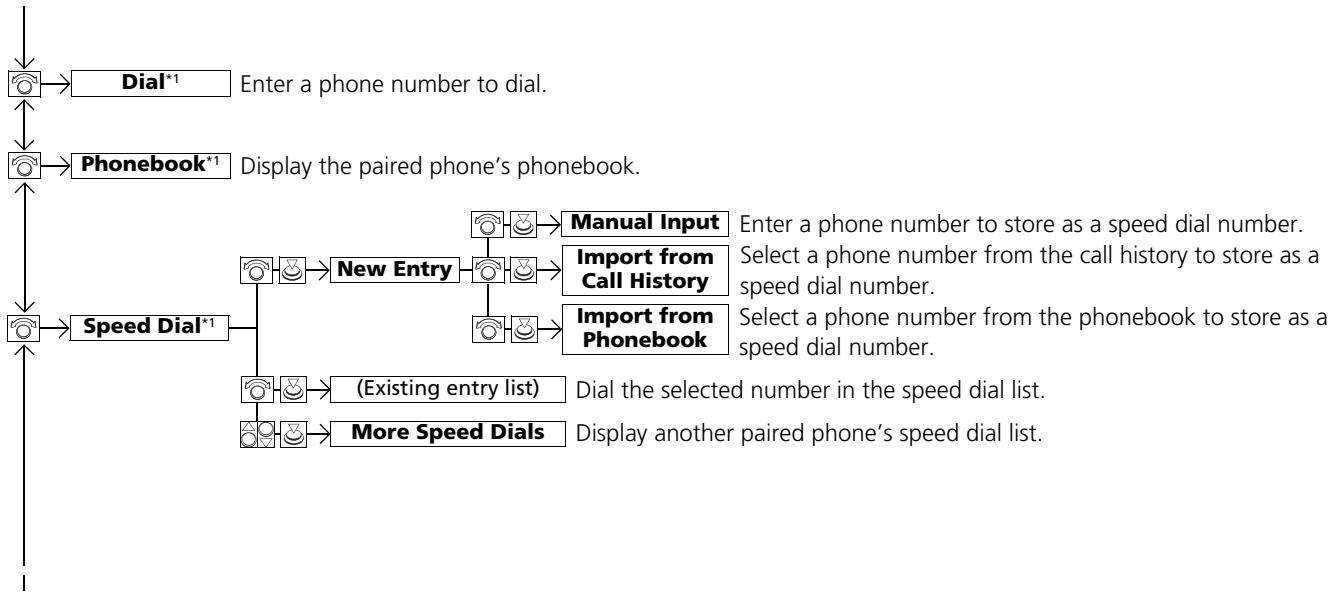 Dial*1 Enter a phone number to dial.
Phonebook*1 Display the paired phone’s phonebook.
Manual Input Enter a phone number to store as a speed dial number.
New Entry
Import from
Call History
Select a phone number from the call history to store as a
speed dial number.
Speed Dial*1
Import from
Phonebook
Select a phone number from the phonebook to store as a
speed dial number.
(Existing entry list) Dial the selected number in the speed dial list.
More Speed Dials Display another paired phone’s speed dial list.